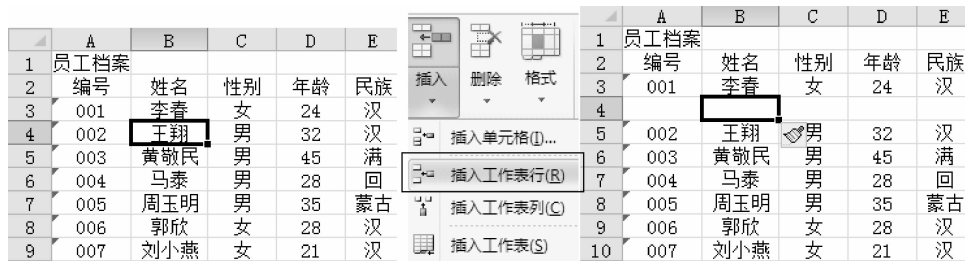 A B C D E
1 员工档案
2 编号 姓名 性别 年龄 民族
3 001 李春 女 24 汉
4 002 王翔 男 32 汉
5 003 黄敬民 男 45 满
6 004 马泰 男 28 回
7 005 周玉明 男 35 蒙古
8 006 郭欣 女 28 汉
9 007 刘小燕 女 21 汉
插入 删除 格式
插入单元格(I)...
插入工作表行(R)
插入工作表列(C)
插入工作表(S)
A B C D E
1 员工档案
2 编号 姓名 性别 年龄 民族
3 001 李春 女 24 汉
4
5 002 王翔 男 32 汉
6 003 黄敬民 男 45 满
7 004 马泰 男 28 回
8 005 周玉明 男 35 蒙古
9 006 郭欣 女 28 汉
10 007 刘小燕 女 21 汉